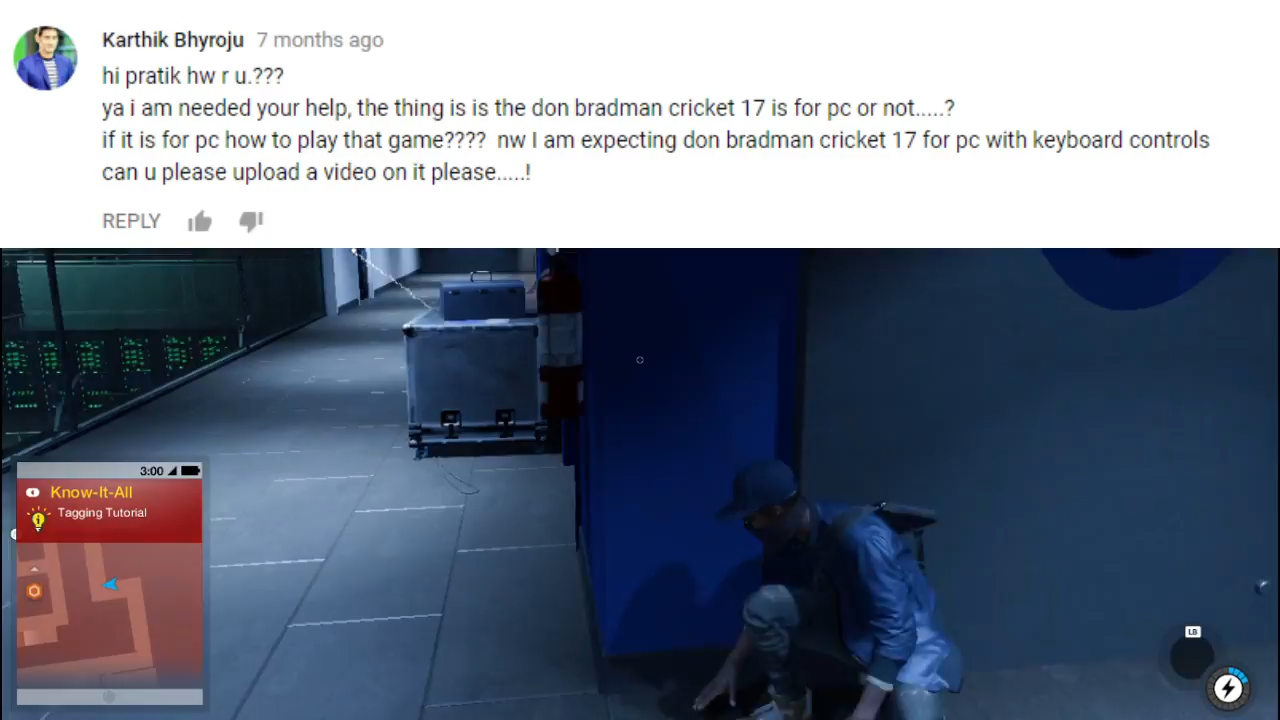 Karthik Bhyroju 7 months ago
hi pratik hw r u.???
ya i am needed your help, the thing is is the don bradman cricket 17 is for pc or not.....?
if it is for pc how to play that game???? nw I am expecting don bradman cricket 17 for pc with keyboard controls
can u please upload a video on it please.....!
REPLY
3:00
Know-It-All
Tagging Tutorial
LB